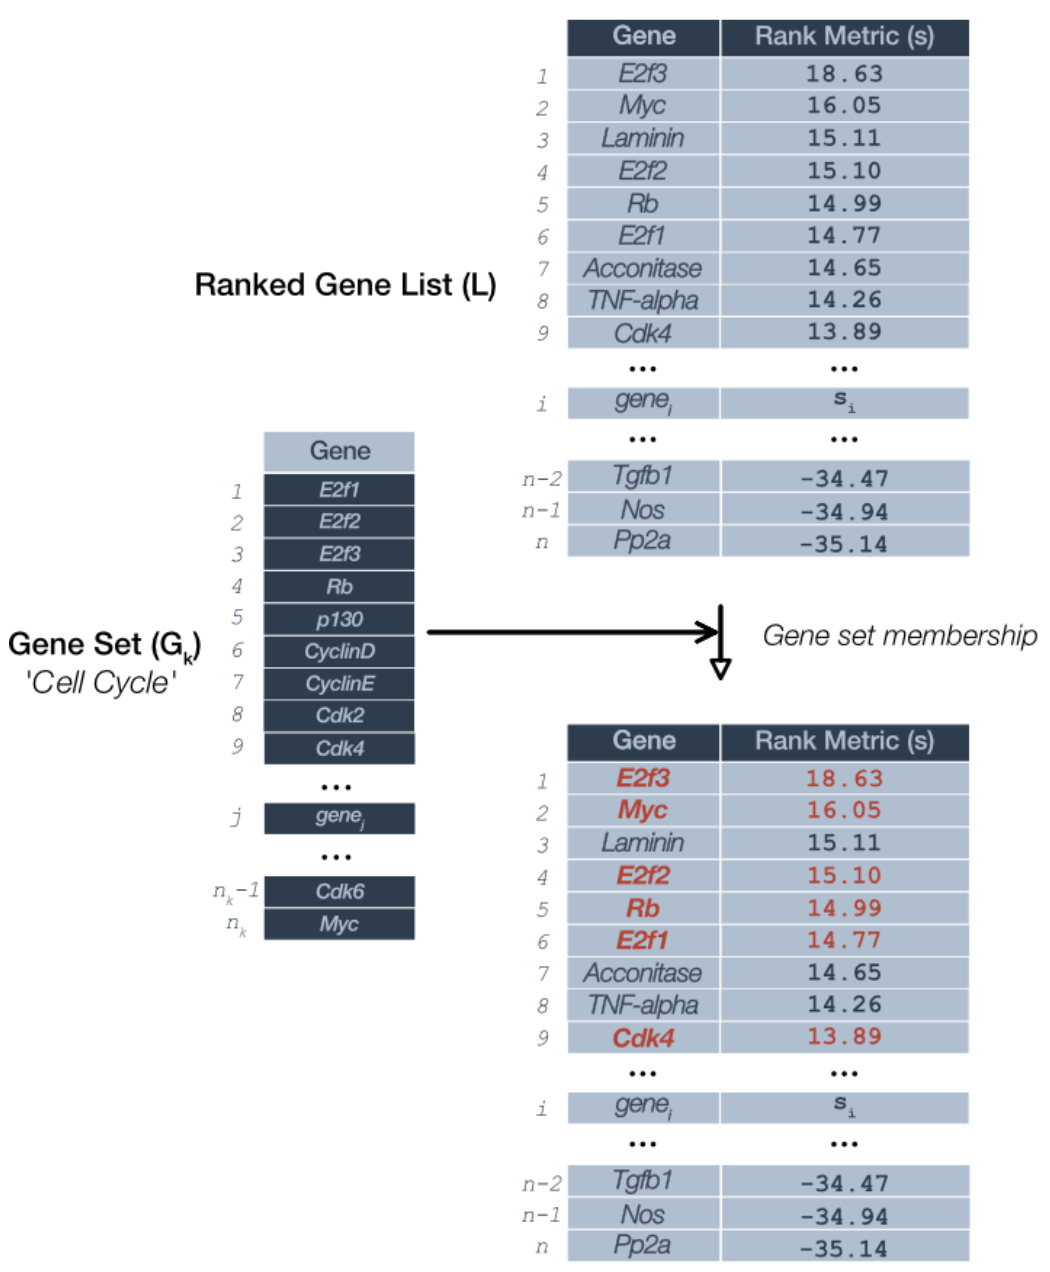 Gene Rank Metric (s)
1 E2f3 18.63
2 Myc 16.05
3 Laminin 15.11
4 E2f2 15.10
5 Rb 14.99
6 E2f1 14.77
7 Acconitase 14.65
8 TNF-alpha 14.26
9 Cdk4 13.89
... ...
i gene_i s_i
... ...
n-2 Tgfb1 -34.47
n-1 Nos -34.94
n Pp2a -35.14
Ranked Gene List (L)
Gene
1 E2f1
2 E2f2
3 E2f3
4 Rb
5 p130
6 CyclinD
7 CyclinE
8 Cdk2
9 Cdk4
...
j gene_j
...
n_k-1 Cdk6
n_k Myc
Gene Set (G_k)
'Cell Cycle'
Gene set membership
Gene Rank Metric (s)
1 E2f3 18.63
2 Myc 16.05
3 Laminin 15.11
4 E2f2 15.10
5 Rb 14.99
6 E2f1 14.77
7 Acconitase 14.65
8 TNF-alpha 14.26
9 Cdk4 13.89
... ...
i gene_i s_i
... ...
n-2 Tgfb1 -34.47
n-1 Nos -34.94
n Pp2a -35.14